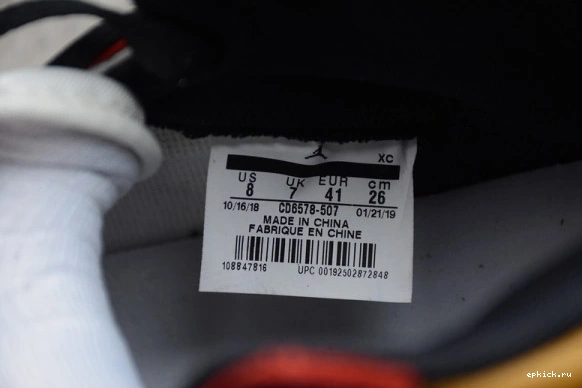 XC
US UK EUR cm
8 7 41 26
10/16/18 CD6578-507 01/21/19
MADE IN CHINA
FABRIQUE EN CHINE
108847816 UPC 00192502872848
epkick.ru